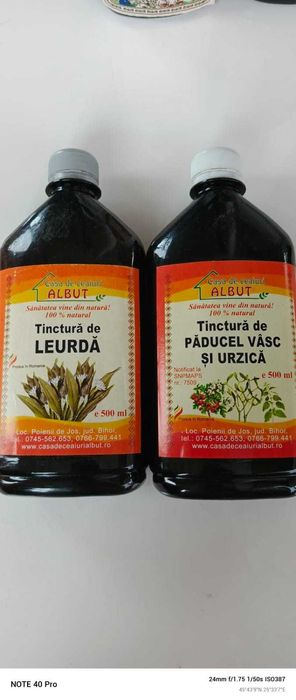 Casa de ceaiuri
ALBUT
Sănătatea vine din natură!
100 % natural
Tinctură de
LEURDĂ
Produs în Romania
e 500 ml
Loc. Poienii de Jos, jud. Bihor,
tel.: 0745-562.653, 0766-799.441
www.casadeceaiurialbut.ro
Casa de ceaiuri
ALBUT
Sănătatea vine din natură!
100 % natural
Tinctură de
PĂDUCEL VÂSC
ȘI URZICĂ
Notificat la
SNPMAPS
nr.: 7509
e 500 ml
Loc. Poienii de Jos, jud. Bihor,
tel.: 0745-562.653, 0766-799.441
www.casadeceaiurialbut.ro
NOTE 40 Pro
24mm f/1.75 1/50s ISO387